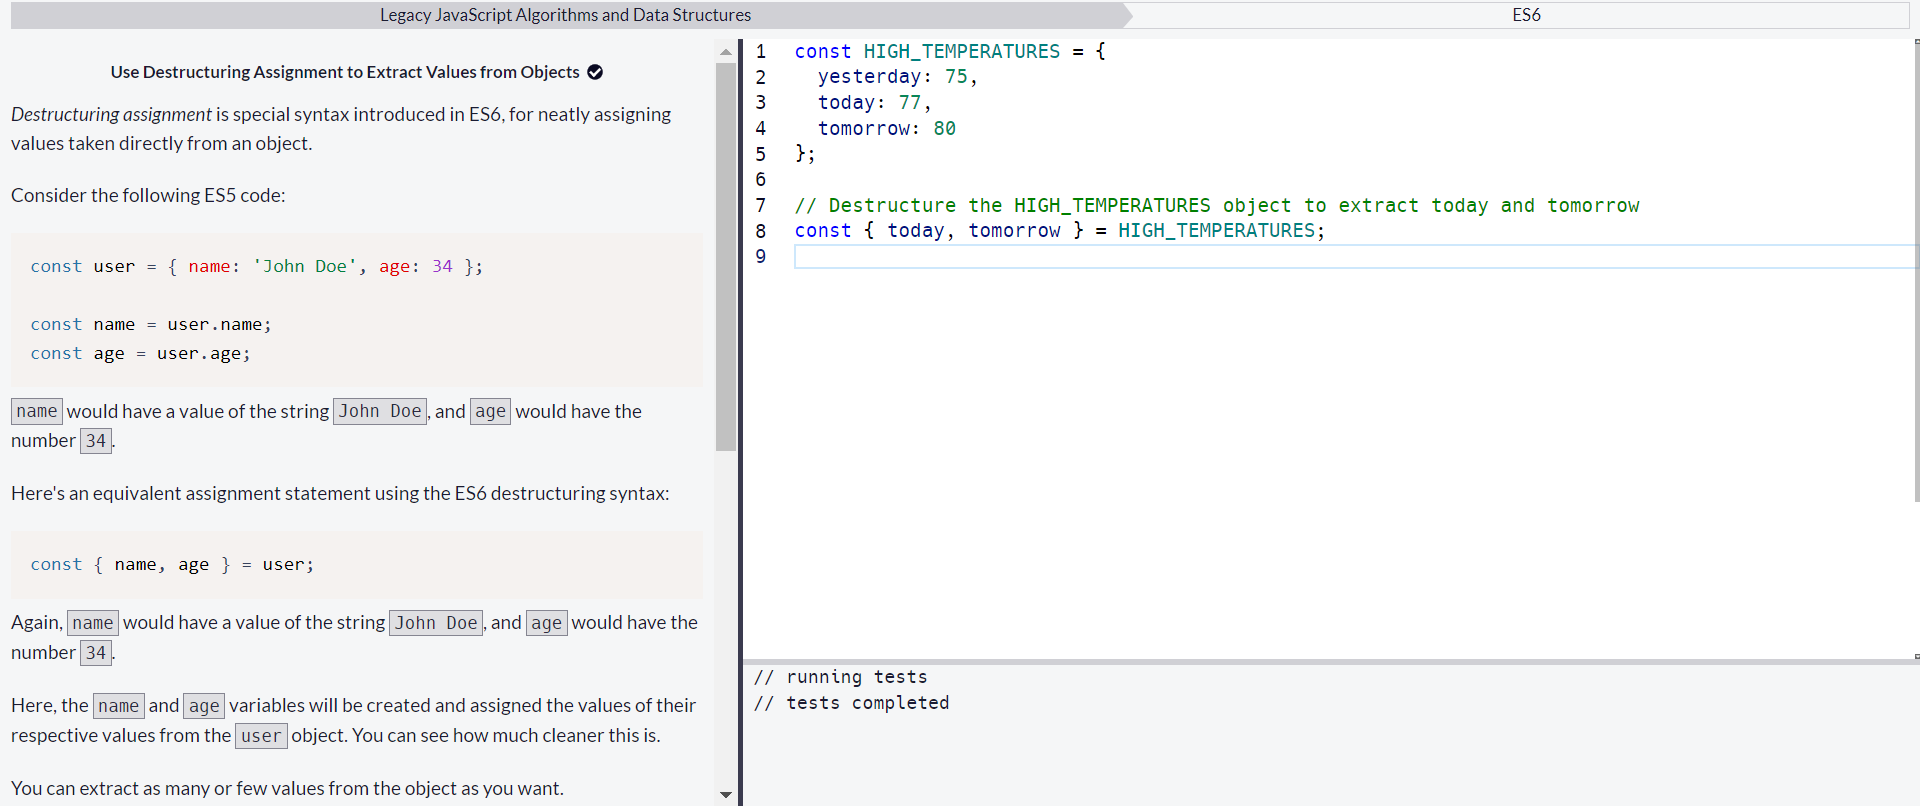 Legacy JavaScript Algorithms and Data Structures
ES6
Use Destructuring Assignment to Extract Values from Objects
Destructuring assignment is special syntax introduced in ES6, for neatly assigning
values taken directly from an object.
Consider the following ES5 code:
const user = { name: 'John Doe', age: 34 };
const name = user.name;
const age = user.age;
name would have a value of the string John Doe, and age would have the
number 34.
Here's an equivalent assignment statement using the ES6 destructuring syntax:
const { name, age } = user;
Again, name would have a value of the string John Doe, and age would have the
number 34.
Here, the name and age variables will be created and assigned the values of their
respective values from the user object. You can see how much cleaner this is.
You can extract as many or few values from the object as you want.
1 const HIGH_TEMPERATURES = {
2 yesterday: 75,
3 today: 77,
4 tomorrow: 80
5 };
6
7 // Destructure the HIGH_TEMPERATURES object to extract today and tomorrow
8 const { today, tomorrow } = HIGH_TEMPERATURES;
9
// running tests
// tests completed